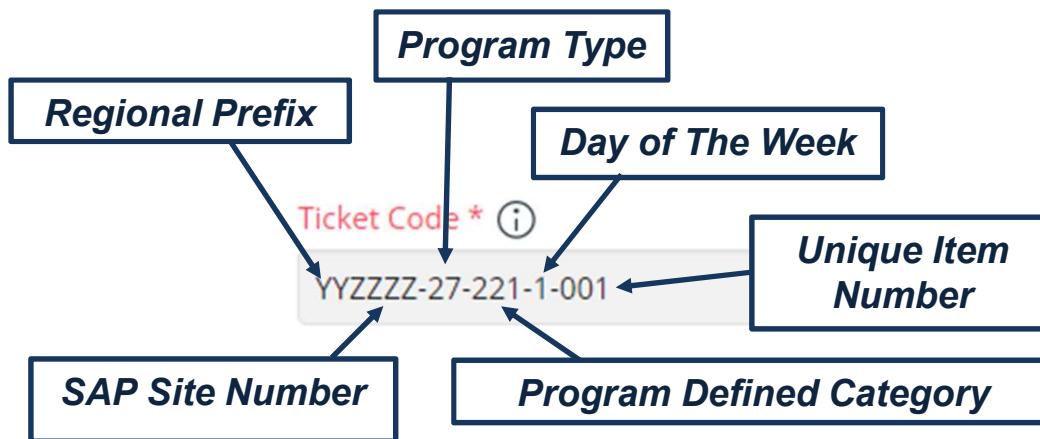 Program Type
Regional Prefix
Day of The Week
Ticket Code *
Unique Item
Number
YYZZZZ-27-221-1-001
SAP Site Number
Program Defined Category